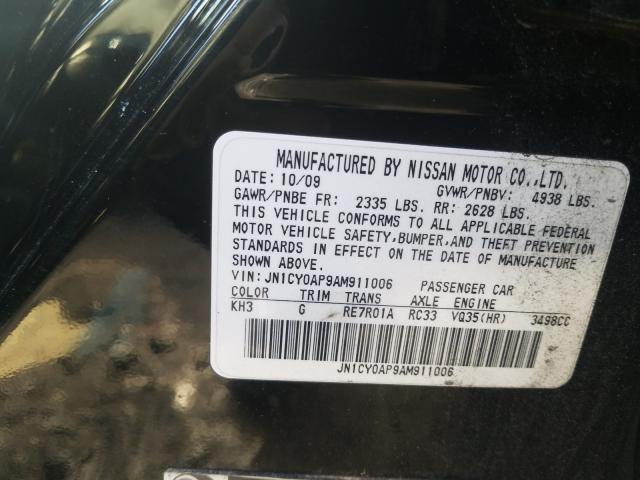 MANUFACTURED BY NISSAN MOTOR CO.,LTD.
DATE: 10/09 GVWR/PNBV: 4938 LBS.
GAWR/PNBE FR: 2335 LBS. RR: 2628 LBS.
THIS VEHICLE CONFORMS TO ALL APPLICABLE FEDERAL
MOTOR VEHICLE SAFETY,BUMPER,AND THEFT PREVENTION
STANDARDS IN EFFECT ON THE DATE OF MANUFACTURE
SHOWN ABOVE.
VIN: JN1CY0AP9AM911006 PASSENGER CAR
COLOR TRIM TRANS AXLE ENGINE
KH3 G RE7R01A RC33 VQ35(HR) 3498CC
JN1CY0AP9AM911006